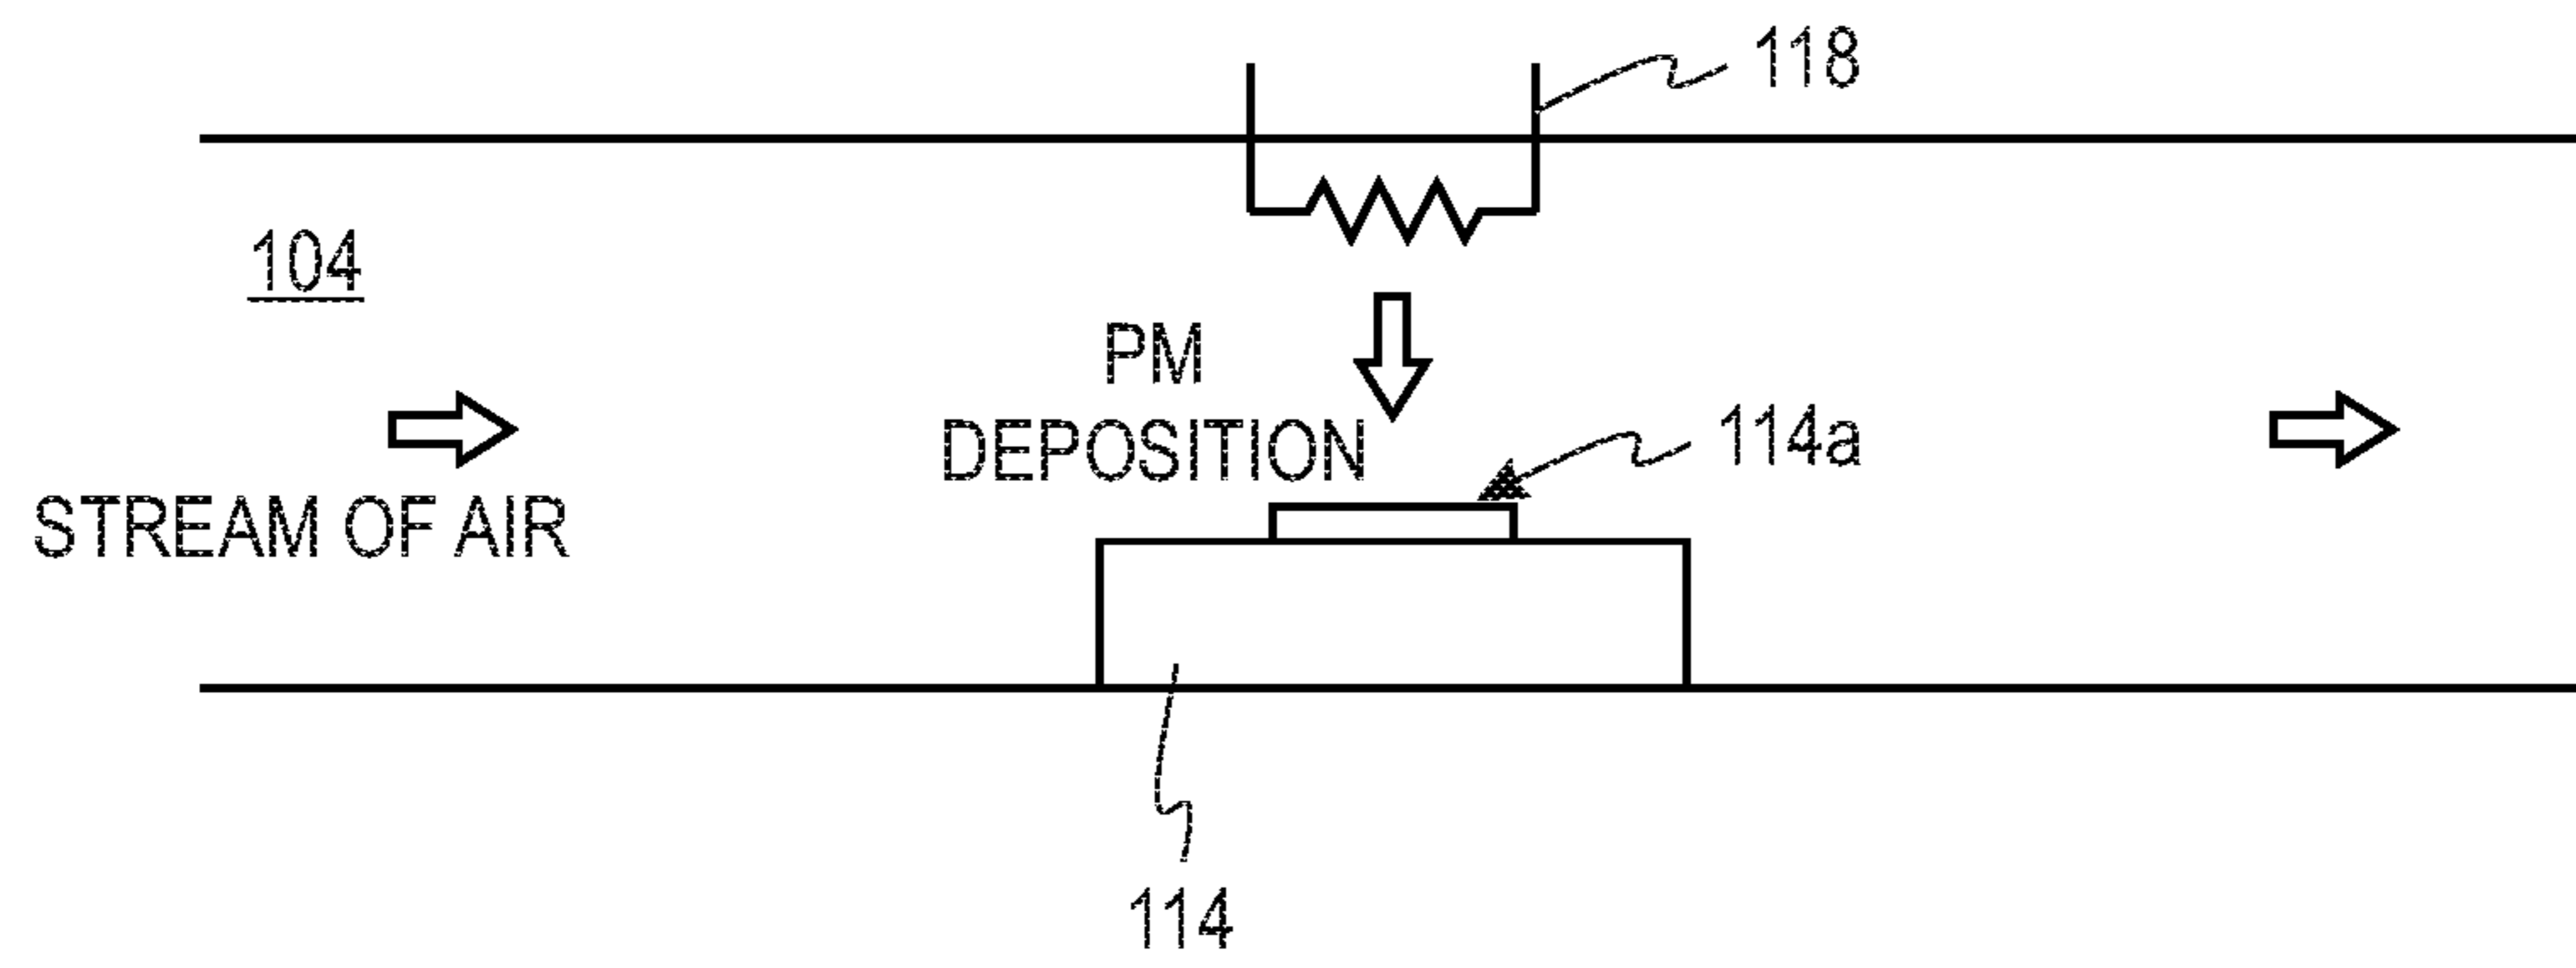 118
104
PM
DEPOSITION
114a
STREAM OF AIR
114